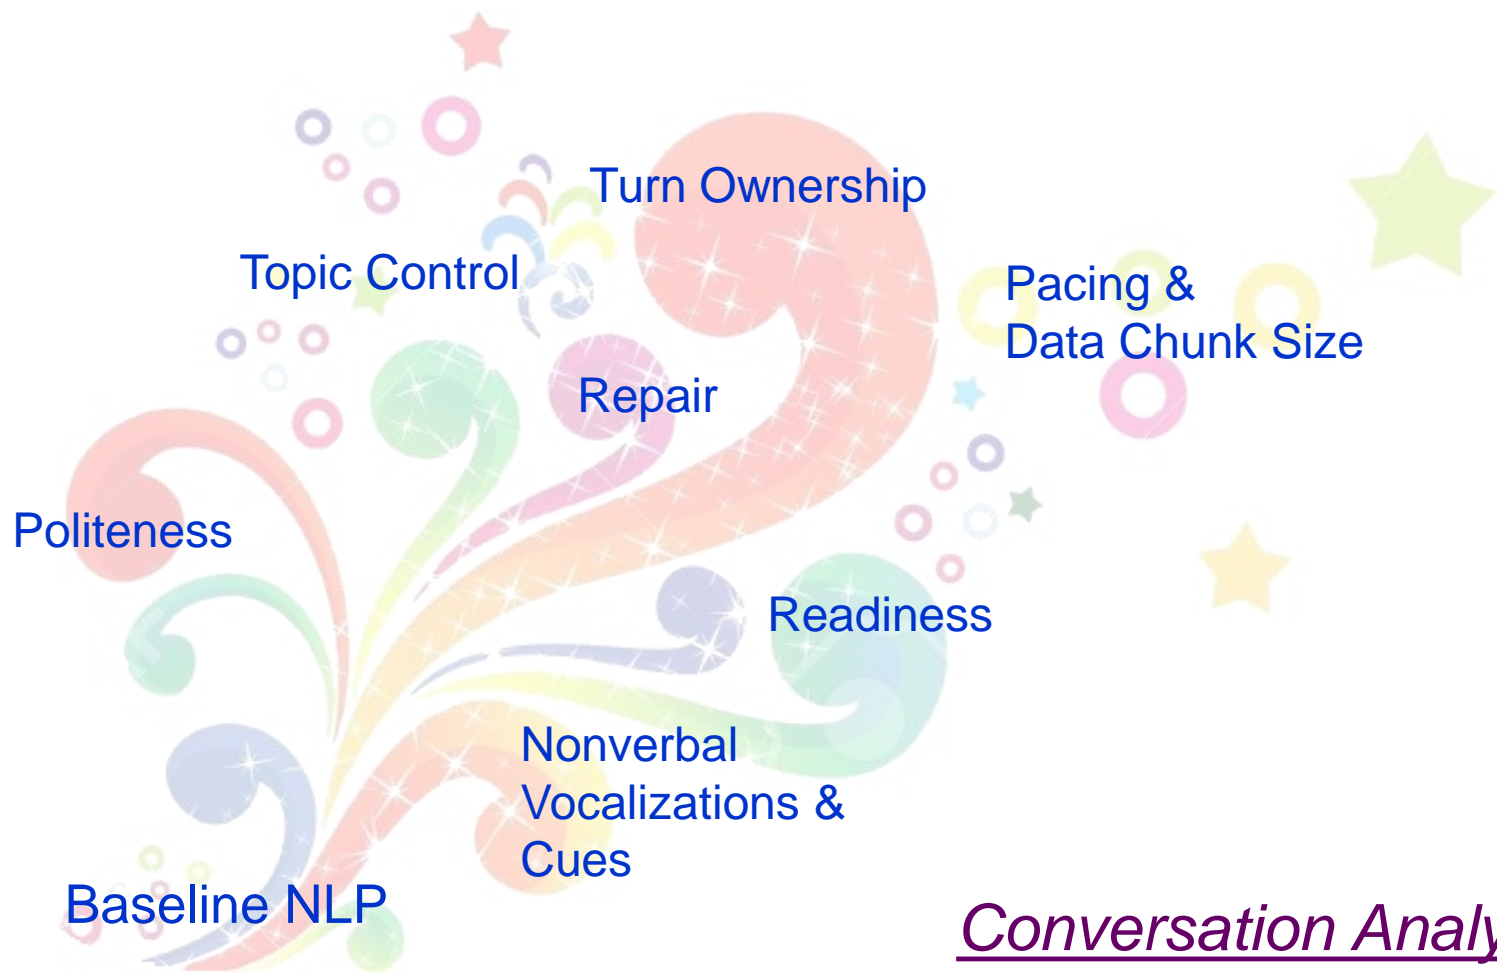 Turn Ownership
Topic Control
Pacing &
Data Chunk Size
Repair
Politeness
Readiness
Nonverbal
Vocalizations &
Cues
Baseline NLP
Conversation Analy